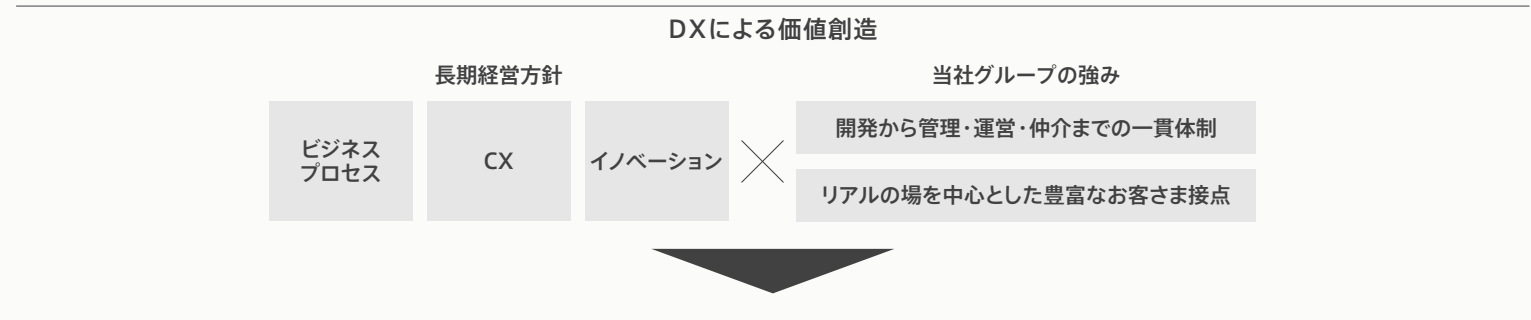 DXによる価値創造
長期経営方針
ビジネス
プロセス
CX
イノベーション
当社グループの強み
開発から管理・運営・仲介までの一貫体制
リアルの場を中心とした豊富なお客さま接点